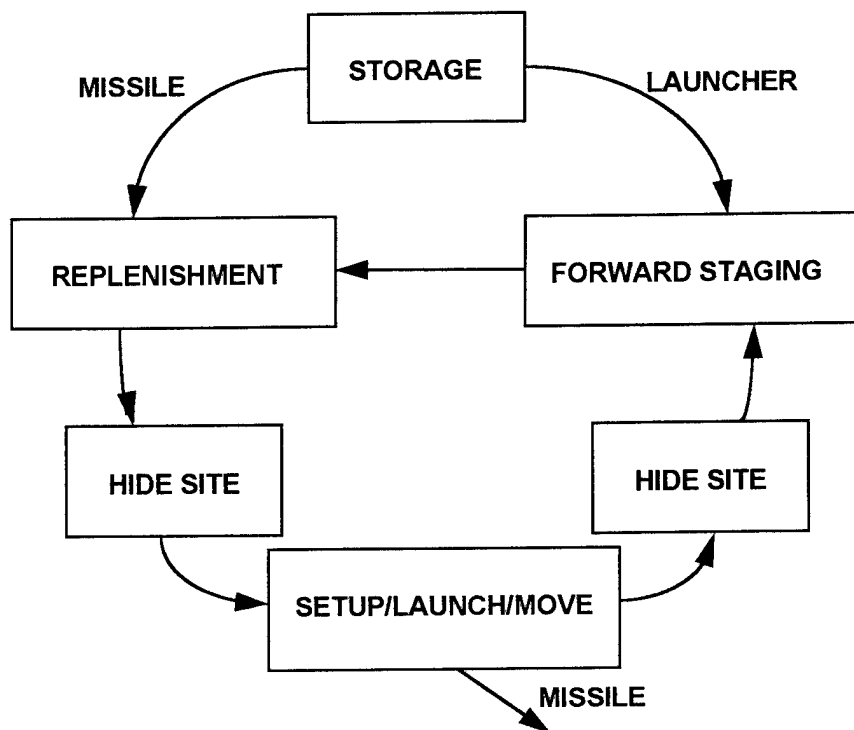 STORAGE
MISSILE
LAUNCHER
REPLENISHMENT
FORWARD STAGING
HIDE SITE
HIDE SITE
SETUP/LAUNCH/MOVE
MISSILE